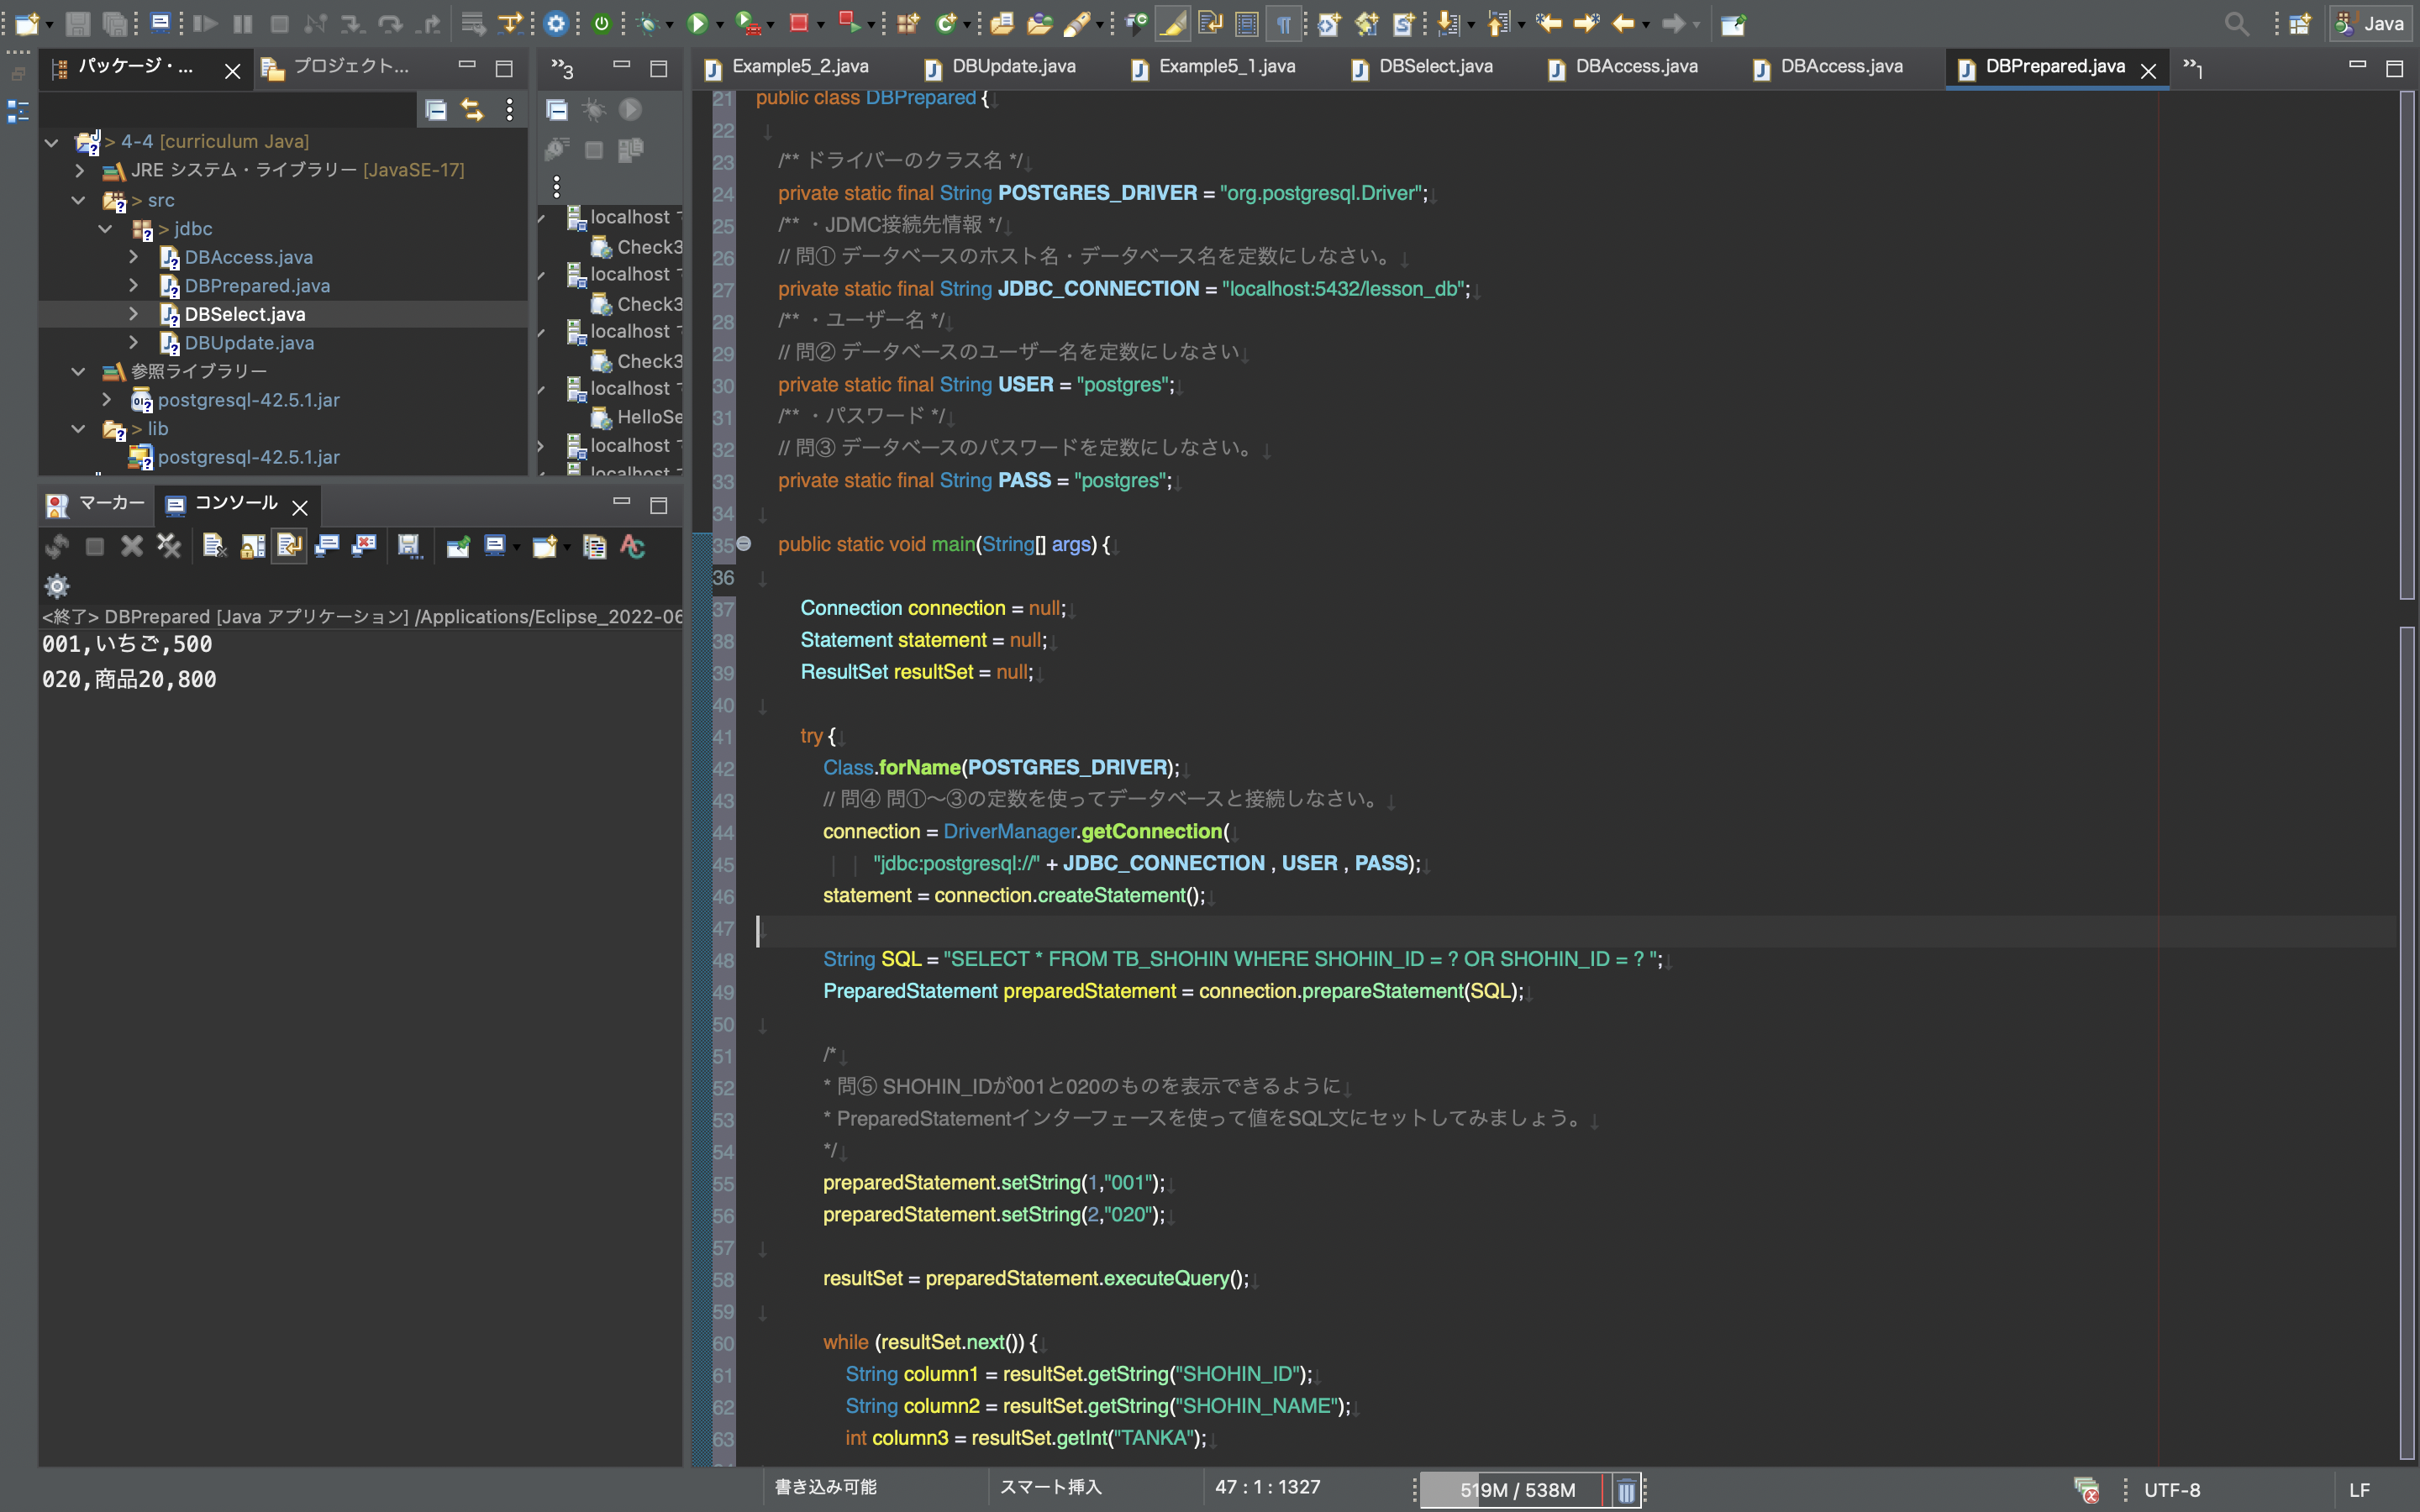 Java
パッケージ・...
プロジェクト...
3
> 4-4 [curriculum Java]
JRE システム・ライブラリー [JavaSE-17]
> src
> jdbc
DBAccess.java
DBPrepared.java
DBSelect.java
DBUpdate.java
参照ライブラリー
postgresql-42.5.1.jar
> lib
postgresql-42.5.1.jar
localhost
Check3
localhost
Check3
localhost
Check3
localhost
HelloSe
localhost
localhost
マーカー
コンソール
<終了> DBPrepared [Java アプリケーション] /Applications/Eclipse_2022-06
001,いちご,500
020,商品20,800
Example5_2.java
DBUpdate.java
Example5_1.java
DBSelect.java
DBAccess.java
DBAccess.java
DBPrepared.java
1
21 public class DBPrepared {
22
23 /** ドライバーのクラス名 */
24 private static final String POSTGRES_DRIVER = "org.postgresql.Driver";
25 /** ・JDMC接続先情報 */
26 // 問① データベースのホスト名・データベース名を定数にしなさい。
27 private static final String JDBC_CONNECTION = "localhost:5432/lesson_db";
28 /** ・ユーザー名 */
29 // 問② データベースのユーザー名を定数にしなさい
30 private static final String USER = "postgres";
31 /** ・パスワード */
32 // 問③ データベースのパスワードを定数にしなさい。
33 private static final String PASS = "postgres";
34
35 public static void main(String[] args) {
36
37 Connection connection = null;
38 Statement statement = null;
39 ResultSet resultSet = null;
40
41 try {
42 Class.forName(POSTGRES_DRIVER);
43 // 問④ 問①〜③の定数を使ってデータベースと接続しなさい。
44 connection = DriverManager.getConnection(
45 "jdbc:postgresql://" + JDBC_CONNECTION , USER , PASS);
46 statement = connection.createStatement();
47
48 String SQL = "SELECT * FROM TB_SHOHIN WHERE SHOHIN_ID = ? OR SHOHIN_ID = ? ";
49 PreparedStatement preparedStatement = connection.prepareStatement(SQL);
50
51 /*
52 * 問⑤ SHOHIN_IDが001と020のものを表示できるように
53 * PreparedStatementインターフェースを使って値をSQL文にセットしてみましょう。
54 */
55 preparedStatement.setString(1,"001");
56 preparedStatement.setString(2,"020");
57
58 resultSet = preparedStatement.executeQuery();
59
60 while (resultSet.next()) {
61 String column1 = resultSet.getString("SHOHIN_ID");
62 String column2 = resultSet.getString("SHOHIN_NAME");
63 int column3 = resultSet.getInt("TANKA");
書き込み可能
スマート挿入
47 : 1 : 1327
519M / 538M
UTF-8
LF